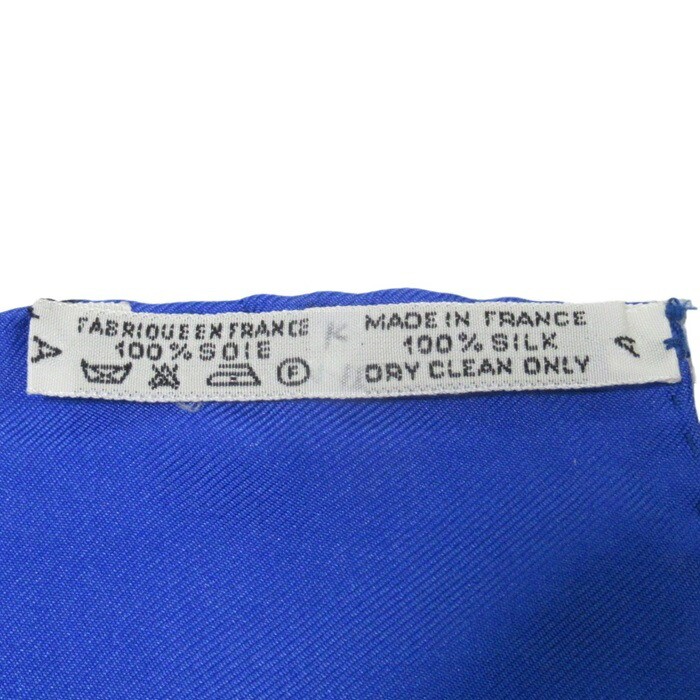 A
FABRIQUE EN FRANCE
100% SOIE
F
K
MADE IN FRANCE
100% SILK
DRY CLEAN ONLY
A